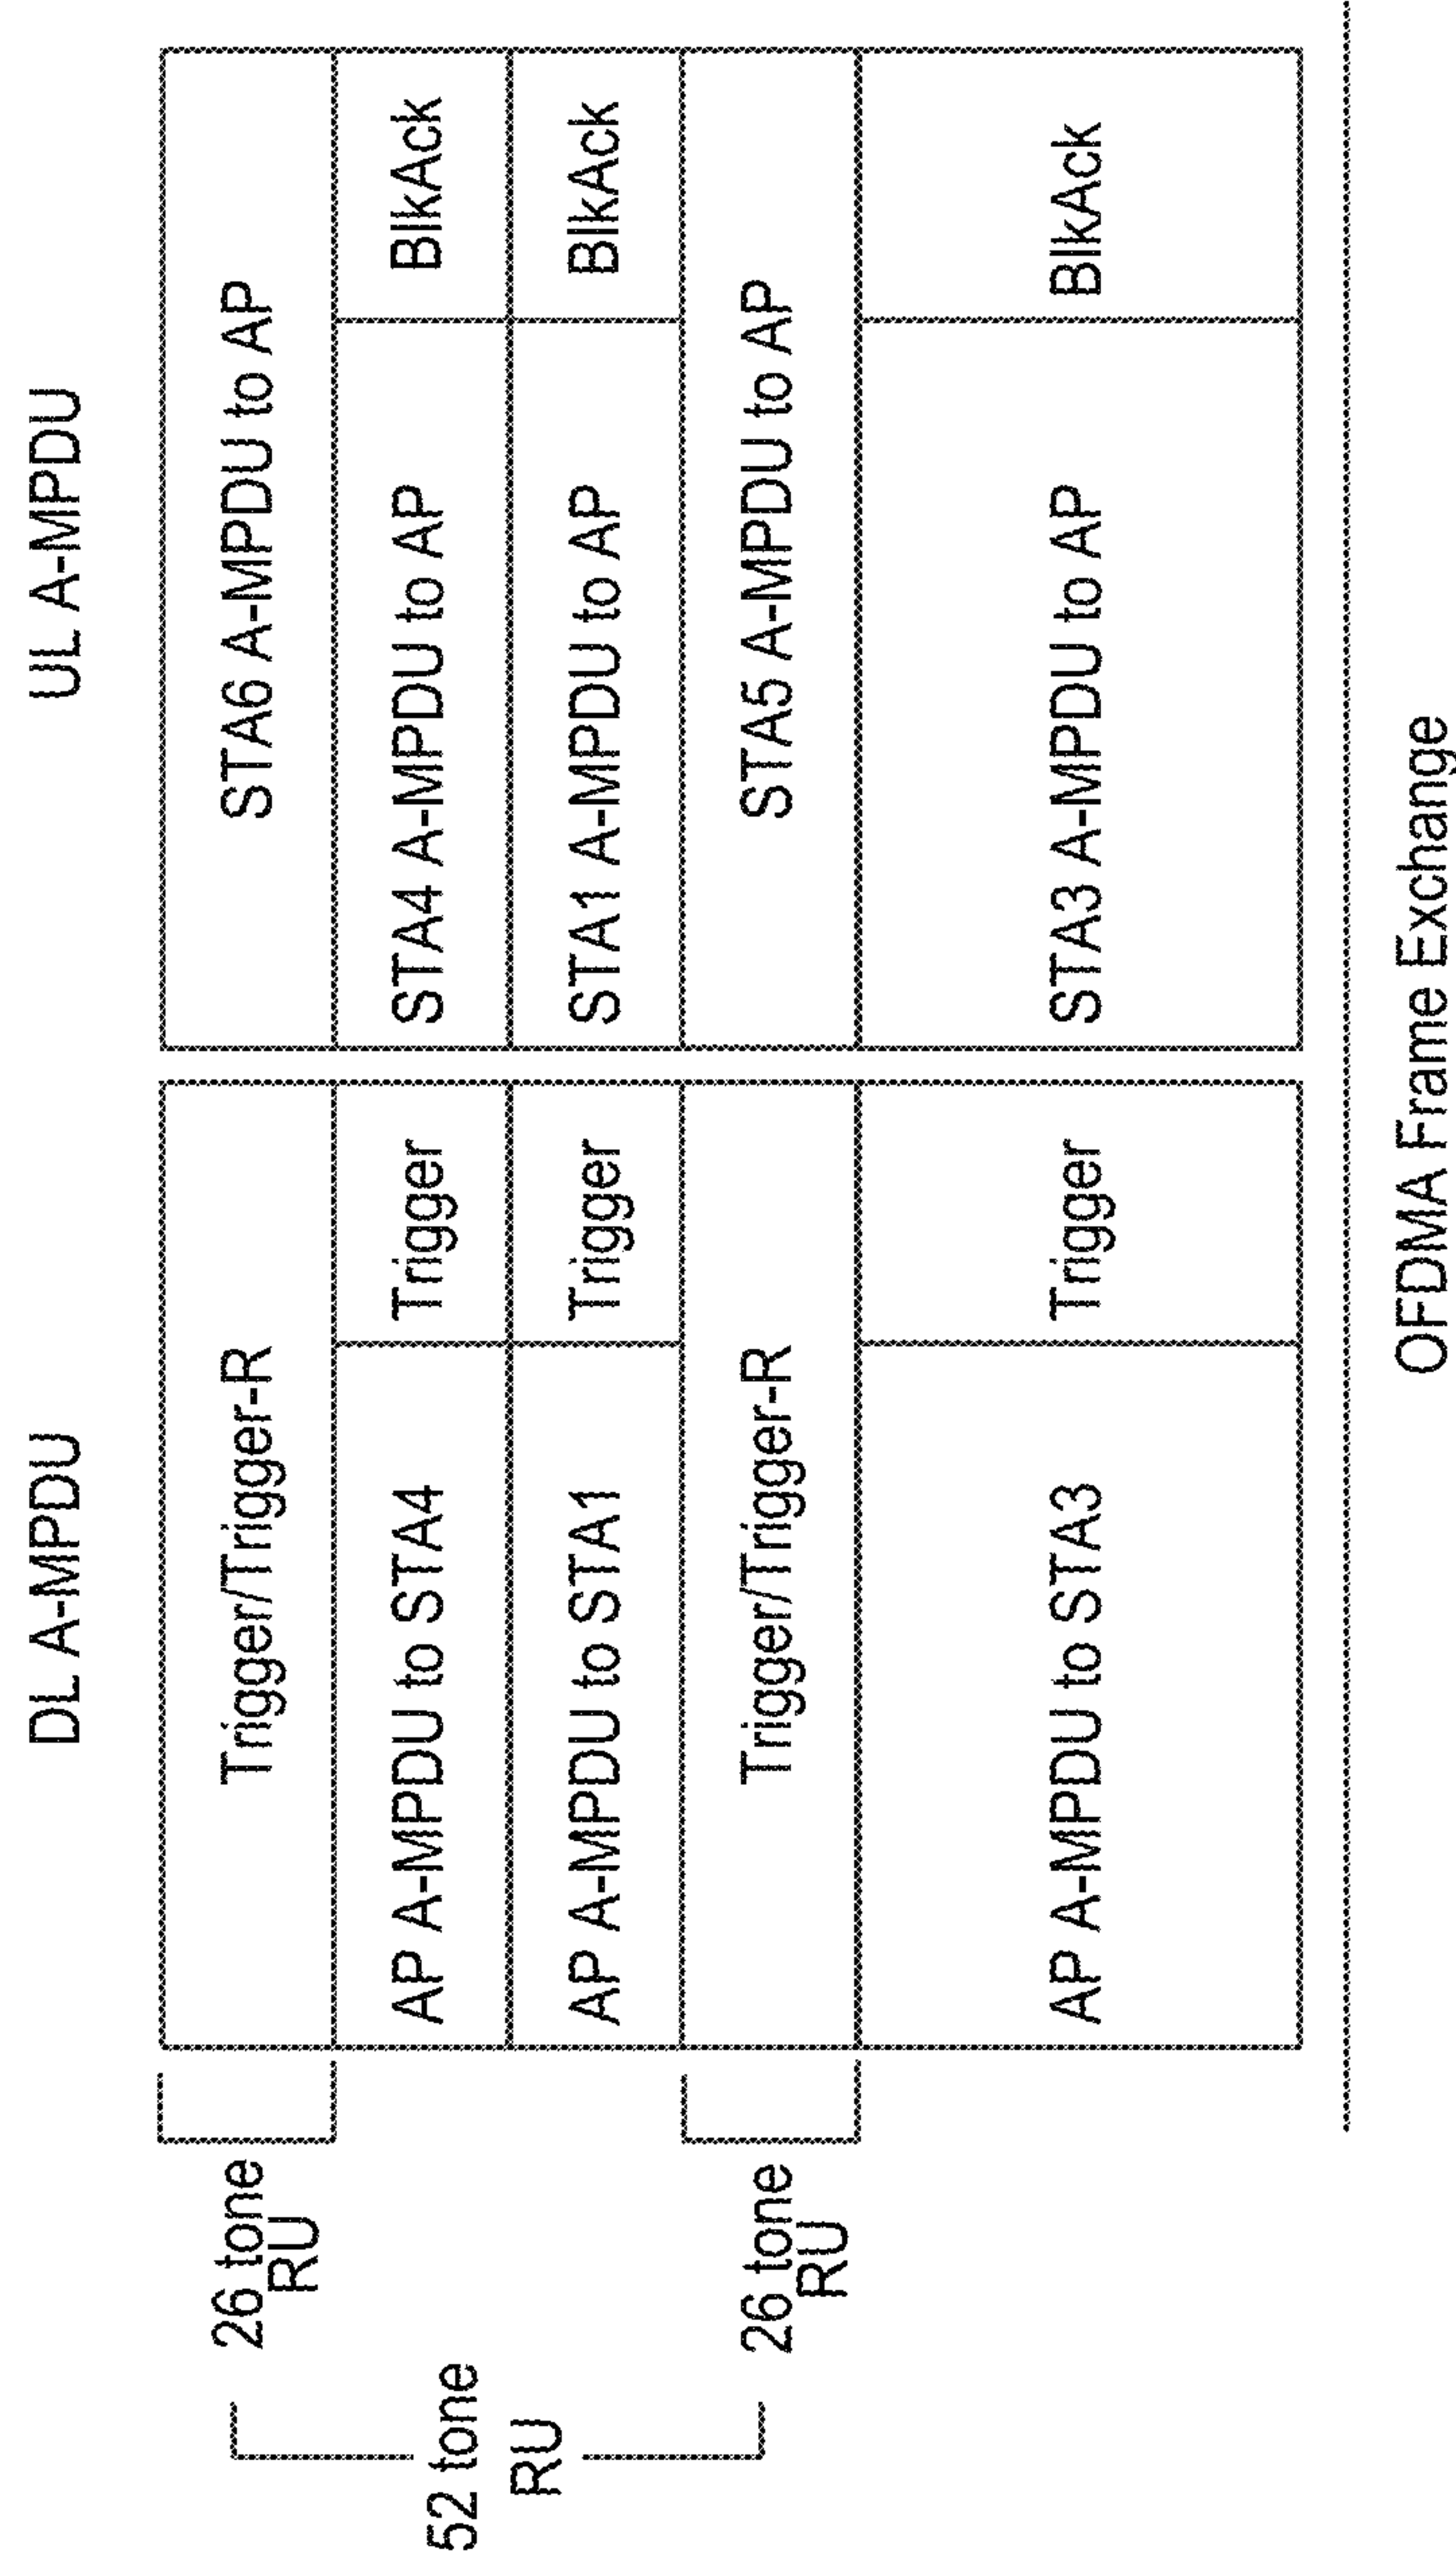 DL A-MPDU
UL A-MPDU
26 tone
RU
Trigger/Trigger-R
STA6 A-MPDU to AP
52 tone
RU
AP A-MPDU to STA4
Trigger
STA4 A-MPDU to AP
BlkAck
AP A-MPDU to STA1
Trigger
STA1 A-MPDU to AP
BlkAck
26 tone
RU
Trigger/Trigger-R
STA5 A-MPDU to AP
AP A-MPDU to STA3
Trigger
STA3 A-MPDU to AP
BlkAck
OFDMA Frame Exchange